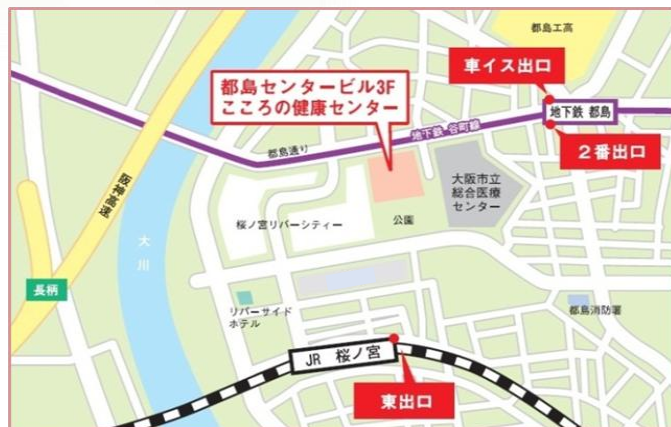 都島工高
車イス出口
都島センタービル3F
こころの健康センター
地下鉄 都島
地下鉄 谷町線
都島通り
2番出口
大阪市立
総合医療
センター
阪神高速
桜ノ宮リバーシティー
公園
大川
長柄
リバーサイド
ホテル
都島消防署
JR 桜ノ宮
東出口